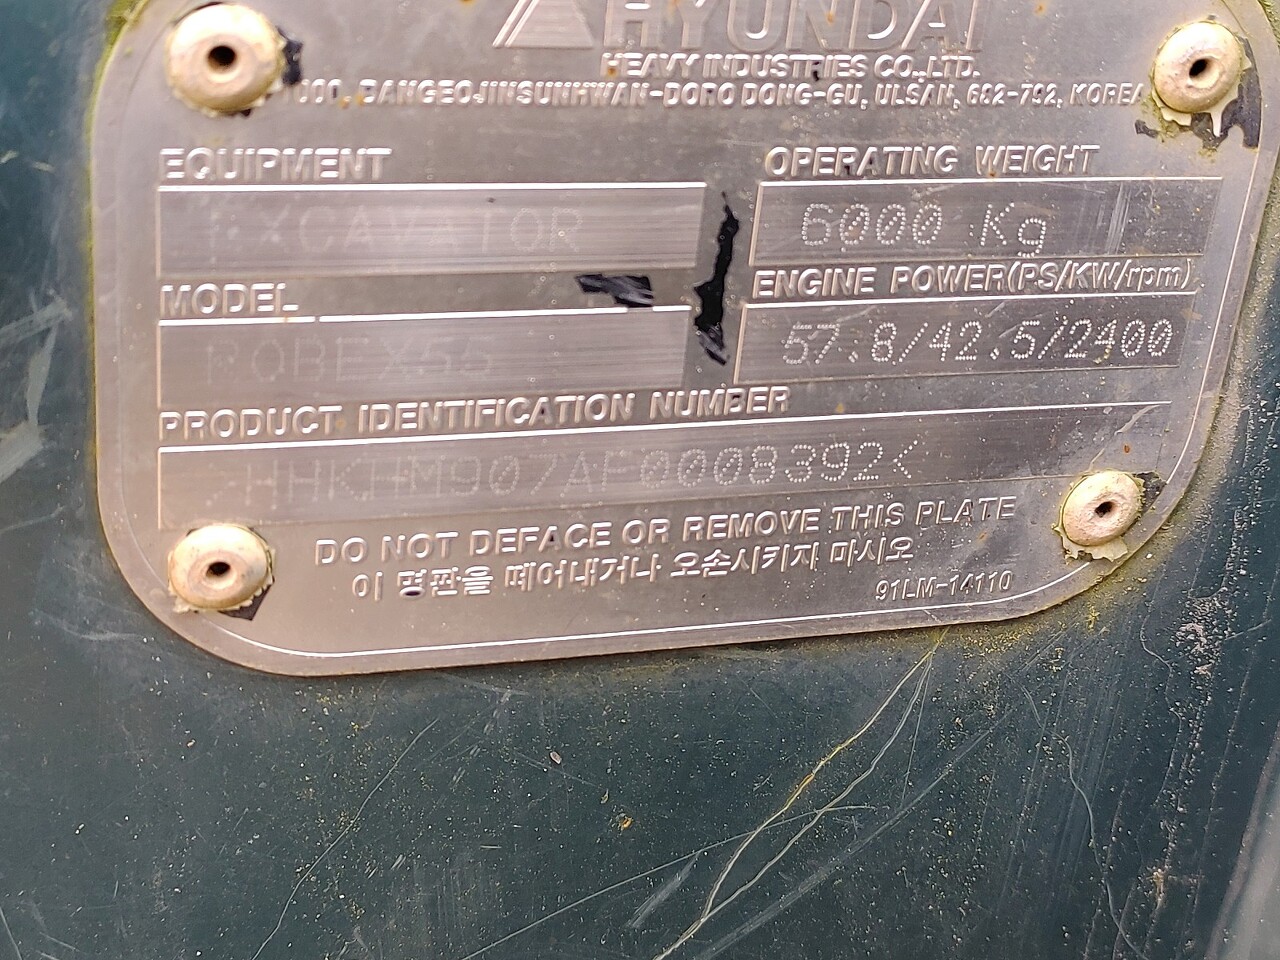 HYUNDAI
HEAVY INDUSTRIES CO.,LTD.
1000, BANGEOJINSUNHWAN-DORO DONG-GU, ULSAN, 682-792, KOREA
EQUIPMENT
EXCAVATOR
OPERATING WEIGHT
6000 Kg
MODEL
ROBEX55
ENGINE POWER(PS/KW/rpm)
57.8/42.5/2400
PRODUCT IDENTIFICATION NUMBER
>HHKHM907AF0008392<
DO NOT DEFACE OR REMOVE THIS PLATE
이 명판을 떼어내거나 오손시키지 마시오
91LM-14110